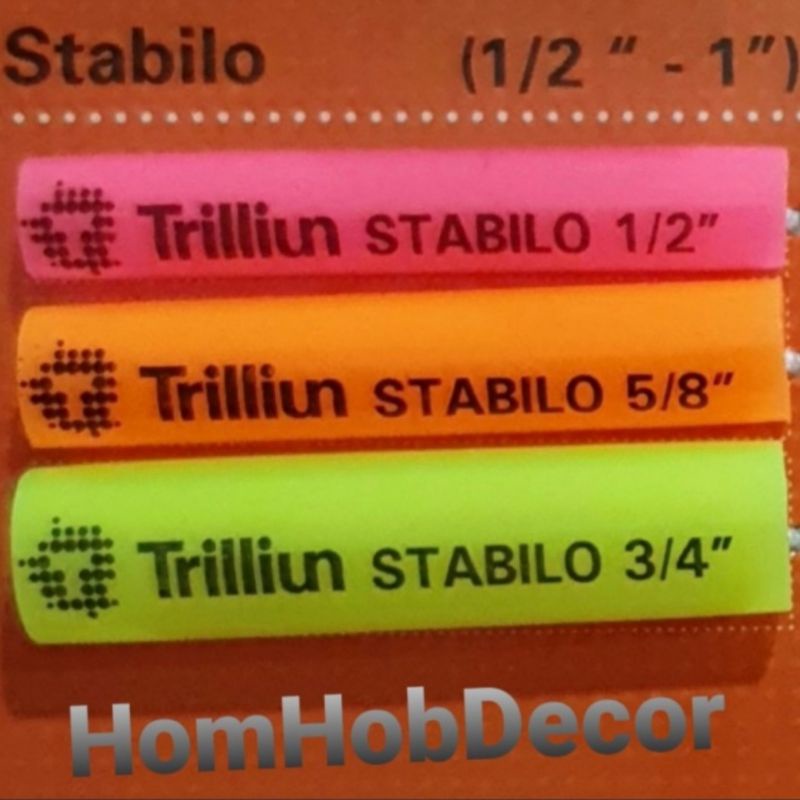 Stabilo (1/2 " - 1")
Trilliun STABILO 1/2"
Trilliun STABILO 5/8"
Trilliun STABILO 3/4"
HomHobDecor